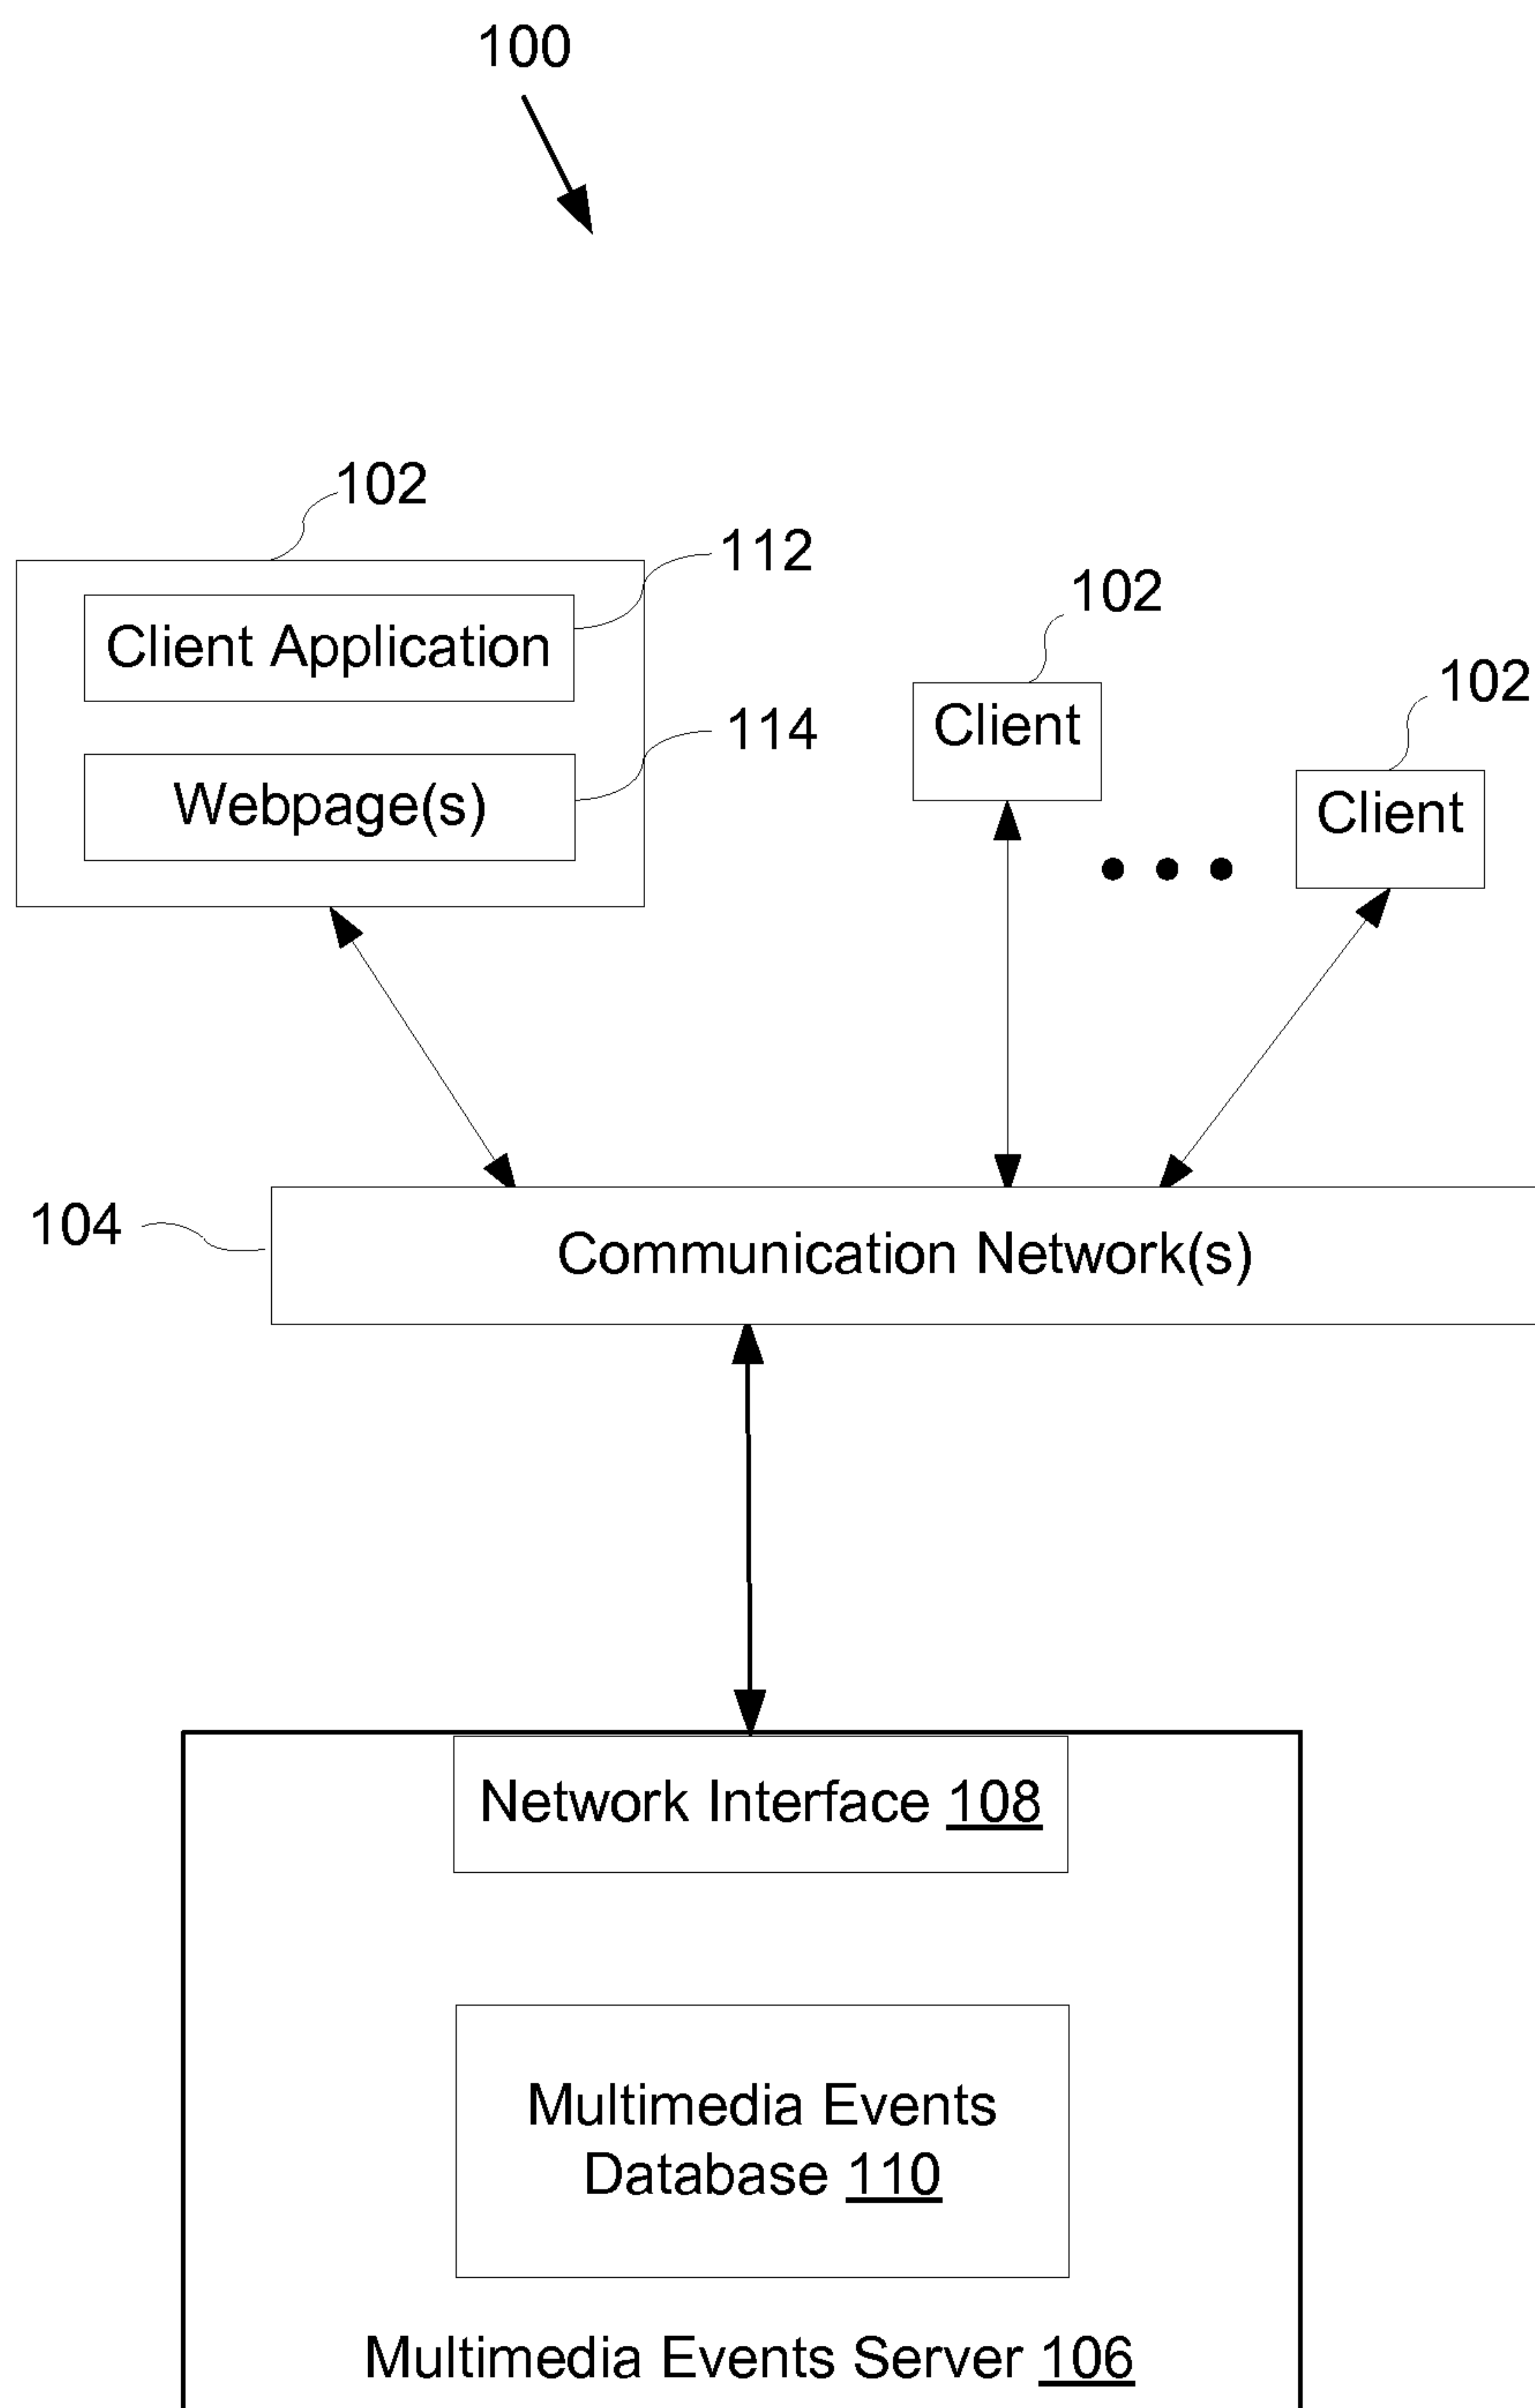 100
102
112
Client Application
114
Webpage(s)
102
Client
102
Client
104
Communication Network(s)
Network Interface 108
Multimedia Events
Database 110
Multimedia Events Server 106